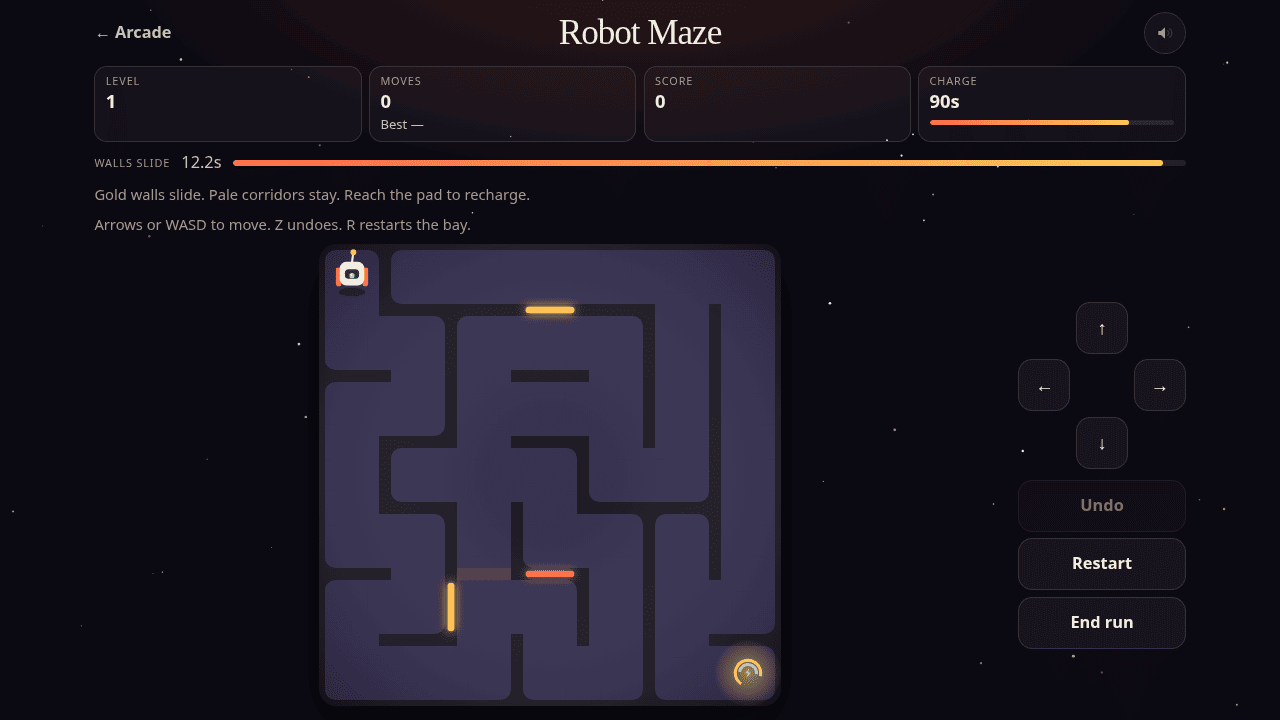 ← Arcade
Robot Maze
LEVEL
1
MOVES
0
Best —
SCORE
0
CHARGE
90s
WALLS SLIDE 12.2s
Gold walls slide. Pale corridors stay. Reach the pad to recharge.
Arrows or WASD to move. Z undoes. R restarts the bay.
↑
← →
↓
Undo
Restart
End run